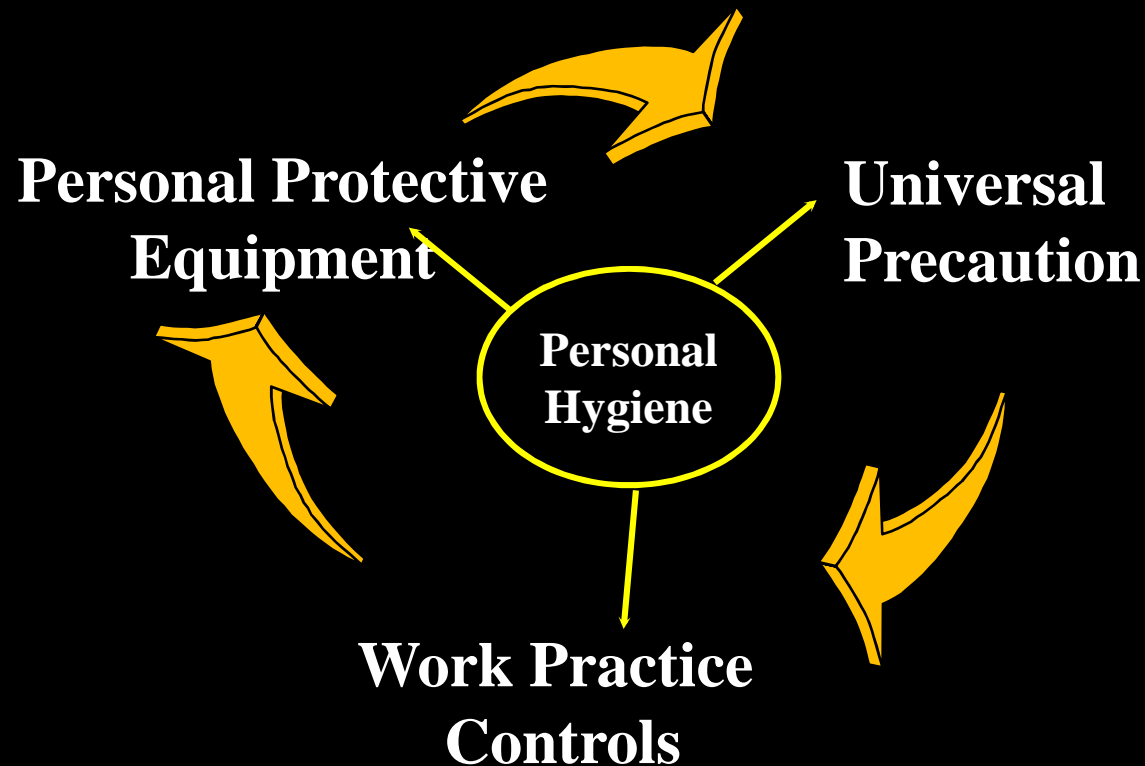 Personal Protective
Equipment
Universal
Precaution
Personal
Hygiene
Work Practice
Controls